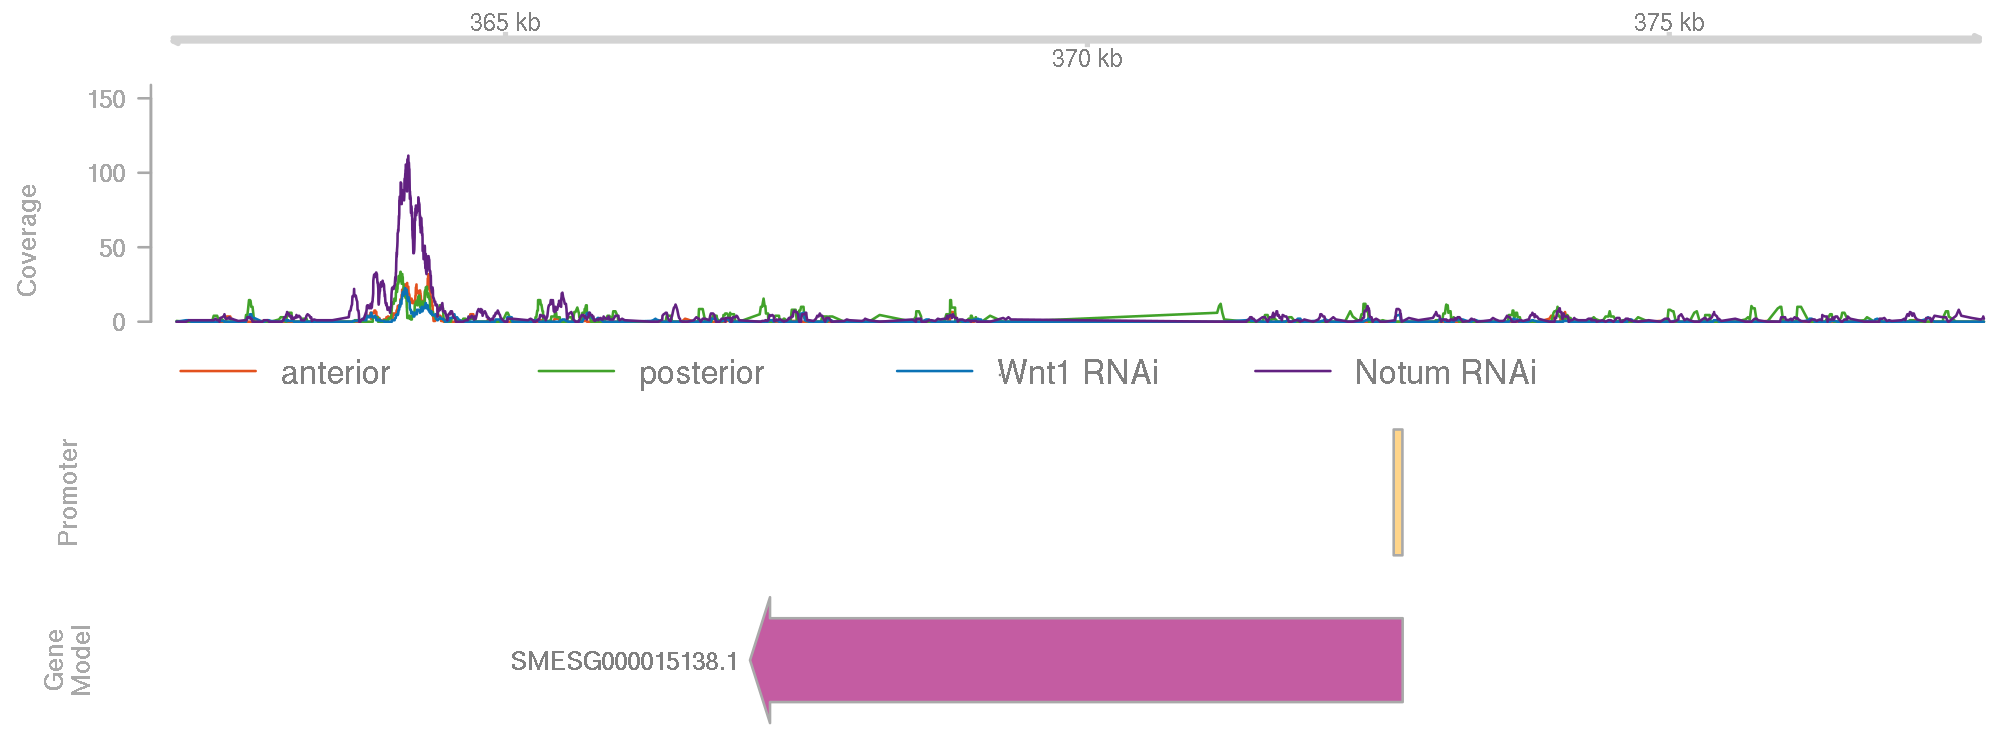 365 kb
375 kb
370 kb
150
100
50
0
Coverage
anterior
posterior
Wnt1 RNAi
Notum RNAi
Promoter
Gene
Model
SMESG000015138.1